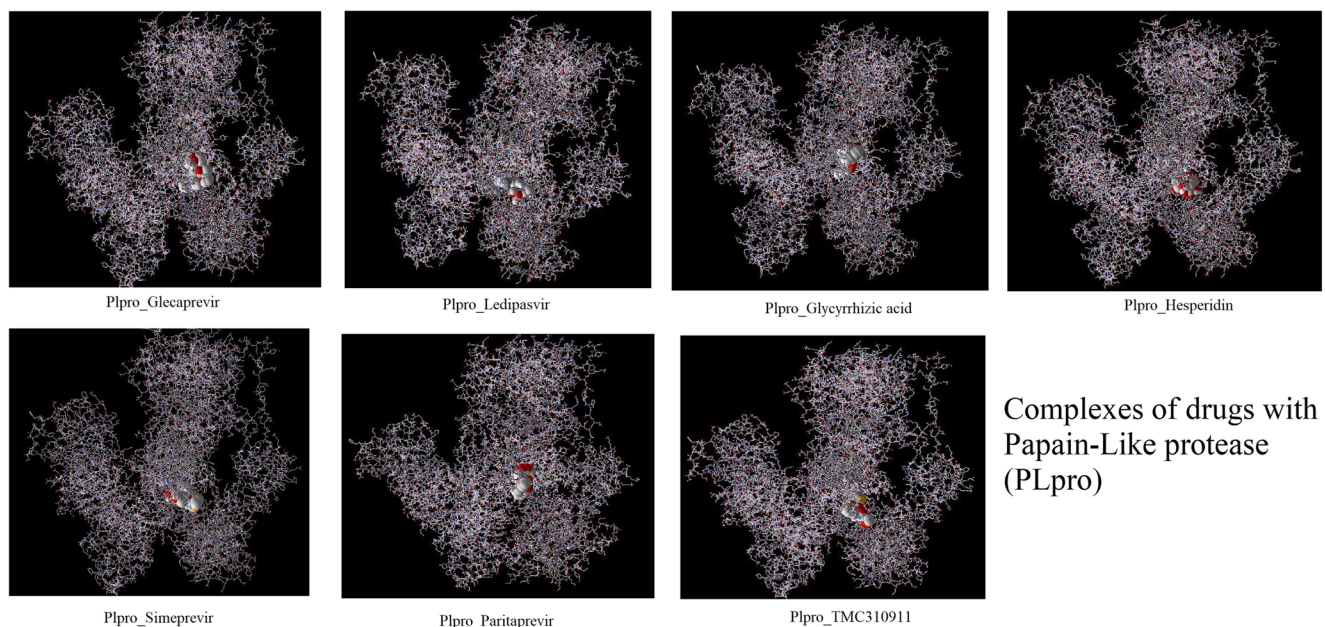 Plpro_Glecaprevir
Plpro_Ledipasvir
Plpro_Glycyrrhizic acid
Plpro_Hesperidin
Plpro_Simeprevir
Plpro_Paritaprevir
Plpro_TMC310911
Complexes of drugs with
Papain-Like protease
(PLpro)